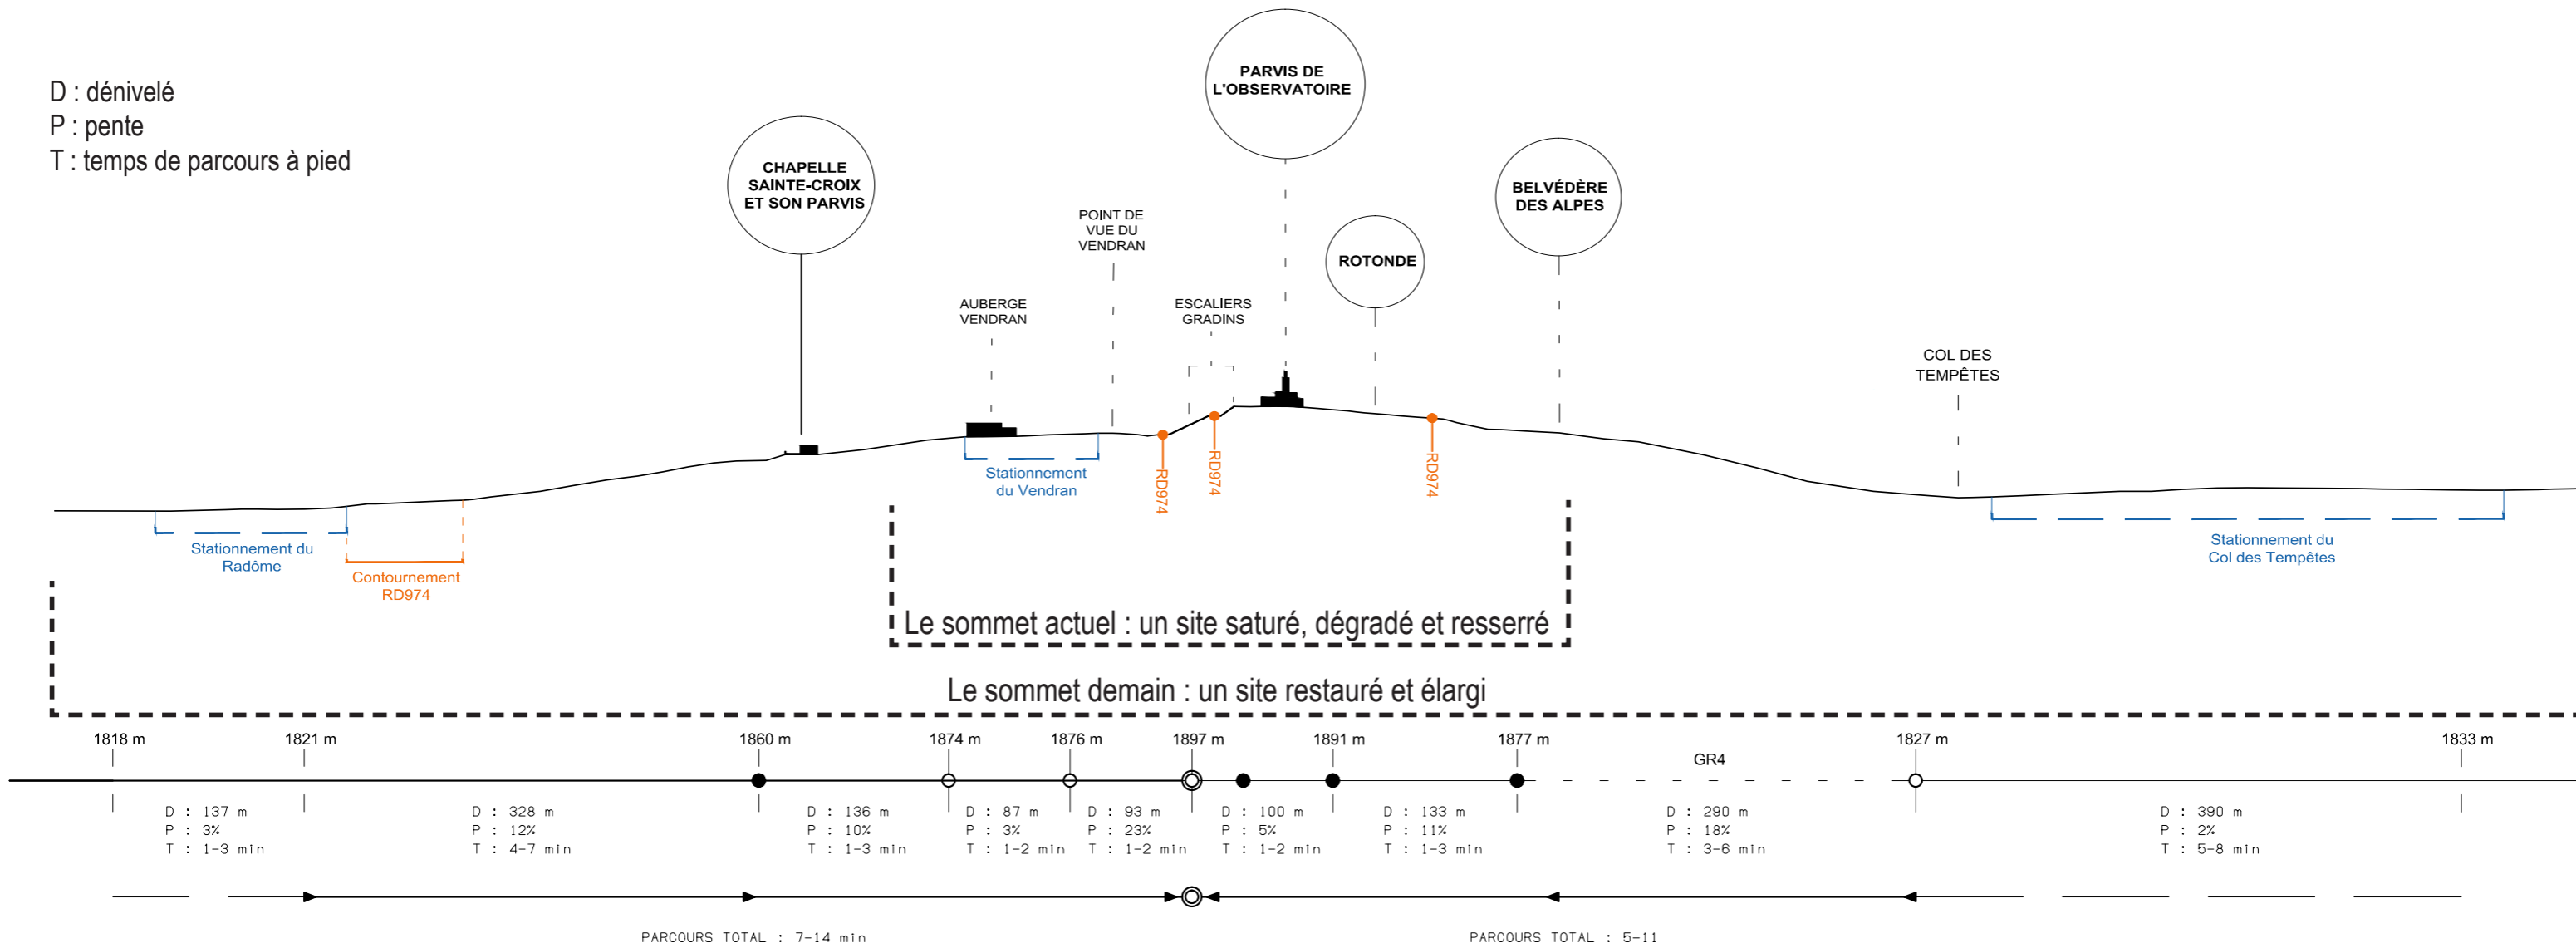 D : dénivelé
P : pente
T : temps de parcours à pied
PARVIS DE
L'OBSERVATOIRE
CHAPELLE
SAINTE-CROIX
ET SON PARVIS
BELVÉDÈRE
DES ALPES
POINT DE
VUE DU
VENDRAN
ROTONDE
AUBERGE
VENDRAN
ESCALIERS
GRADINS
COL DES
TEMPÊTES
RD974
RD974
RD974
Stationnement
du Vendran
Stationnement du
Radôme
Contournement
RD974
Stationnement du
Col des Tempêtes
Le sommet actuel : un site saturé, dégradé et resserré
Le sommet demain : un site restauré et élargi
1818 m
1821 m
1860 m
1874 m
1876 m
1897 m
1891 m
1877 m
GR4
1827 m
1833 m
D : 137 m
P : 3%
T : 1-3 min
D : 328 m
P : 12%
T : 4-7 min
D : 136 m
P : 10%
T : 1-3 min
D : 87 m
P : 3%
T : 1-2 min
D : 93 m
P : 23%
T : 1-2 min
D : 100 m
P : 5%
T : 1-2 min
D : 133 m
P : 11%
T : 1-3 min
D : 290 m
P : 18%
T : 3-6 min
D : 390 m
P : 2%
T : 5-8 min
PARCOURS TOTAL : 7-14 min
PARCOURS TOTAL : 5-11